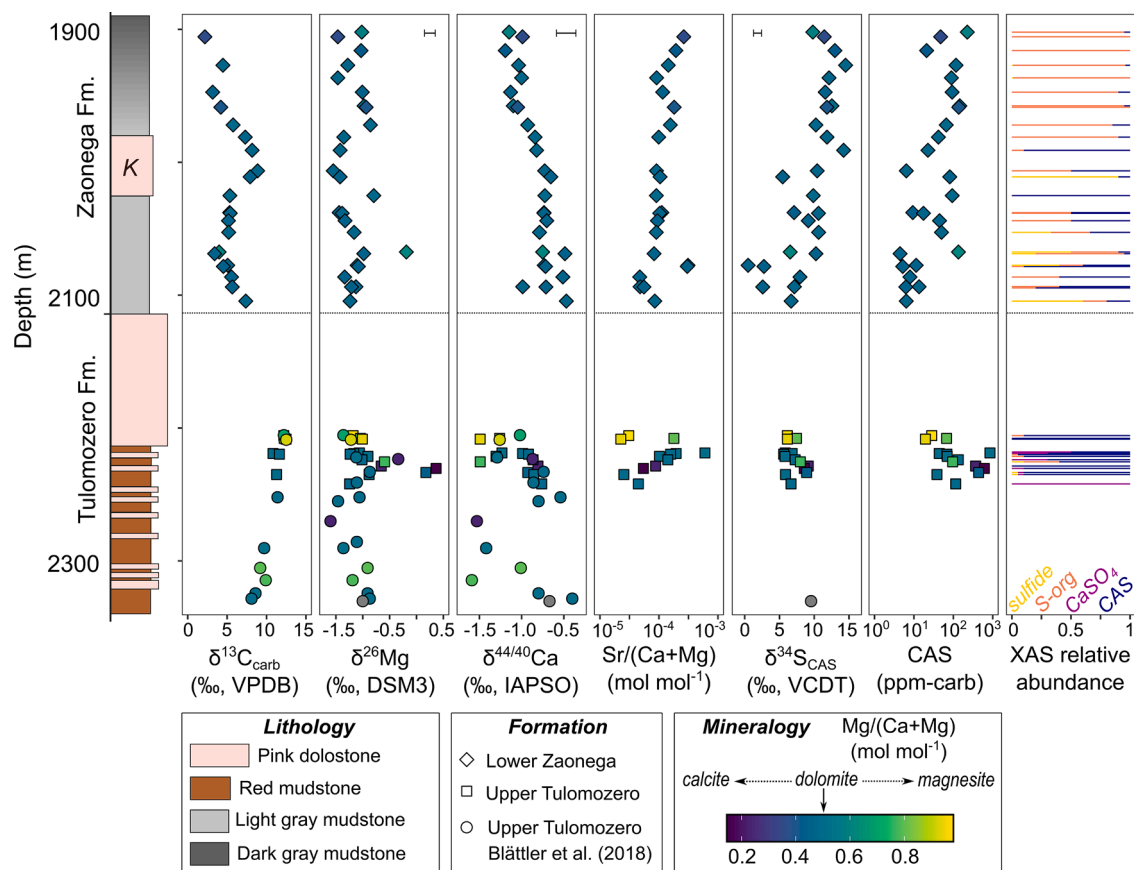 1900
2100
2300
Depth (m)
Zaonega Fm.
Tulomozero Fm.
K
sulfide
S-org
CaSO₄
CAS
0 5 10 15
-1.5 -0.5 0.5
-1.5 -1.0 -0.5
10⁻⁵ 10⁻⁴ 10⁻³
0 5 10 15
10⁰ 10¹ 10² 10³
0 0.5 1
δ¹³C_carb
(‰, VPDB)
δ²⁶Mg
(‰, DSM3)
δ⁴⁴/⁴⁰Ca
(‰, IAPSO)
Sr/(Ca+Mg)
(mol mol⁻¹)
δ³⁴S_CAS
(‰, VCDT)
CAS
(ppm-carb)
XAS relative
abundance
Lithology
Pink dolostone
Red mudstone
Light gray mudstone
Dark gray mudstone
Formation
Lower Zaonega
Upper Tulomozero
Upper Tulomozero
Blättler et al. (2018)
Mineralogy
Mg/(Ca+Mg)
(mol mol⁻¹)
calcite dolomite magnesite
0.2 0.4 0.6 0.8